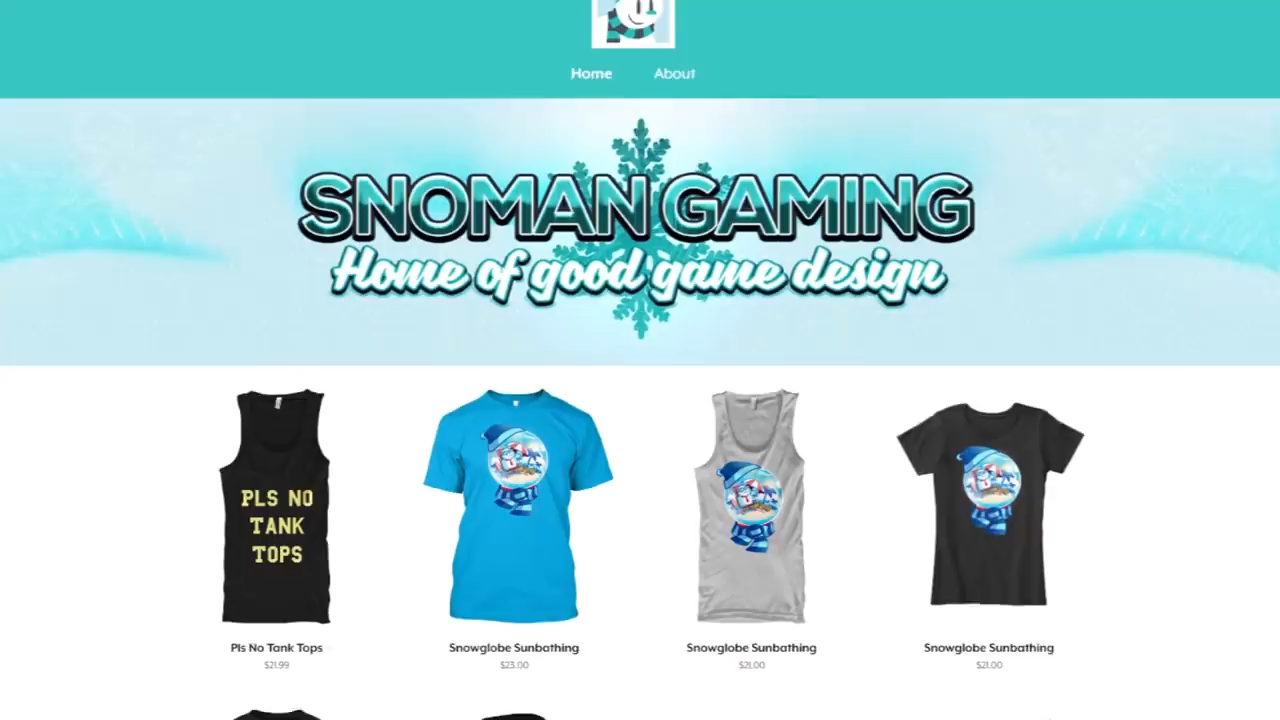 Home About
SNOMAN GAMING
Home of good game design
PLS NO
TANK
TOPS
Pls No Tank Tops
$21.99
Snowglobe Sunbathing
$23.00
Snowglobe Sunbathing
$21.00
Snowglobe Sunbathing
$21.00